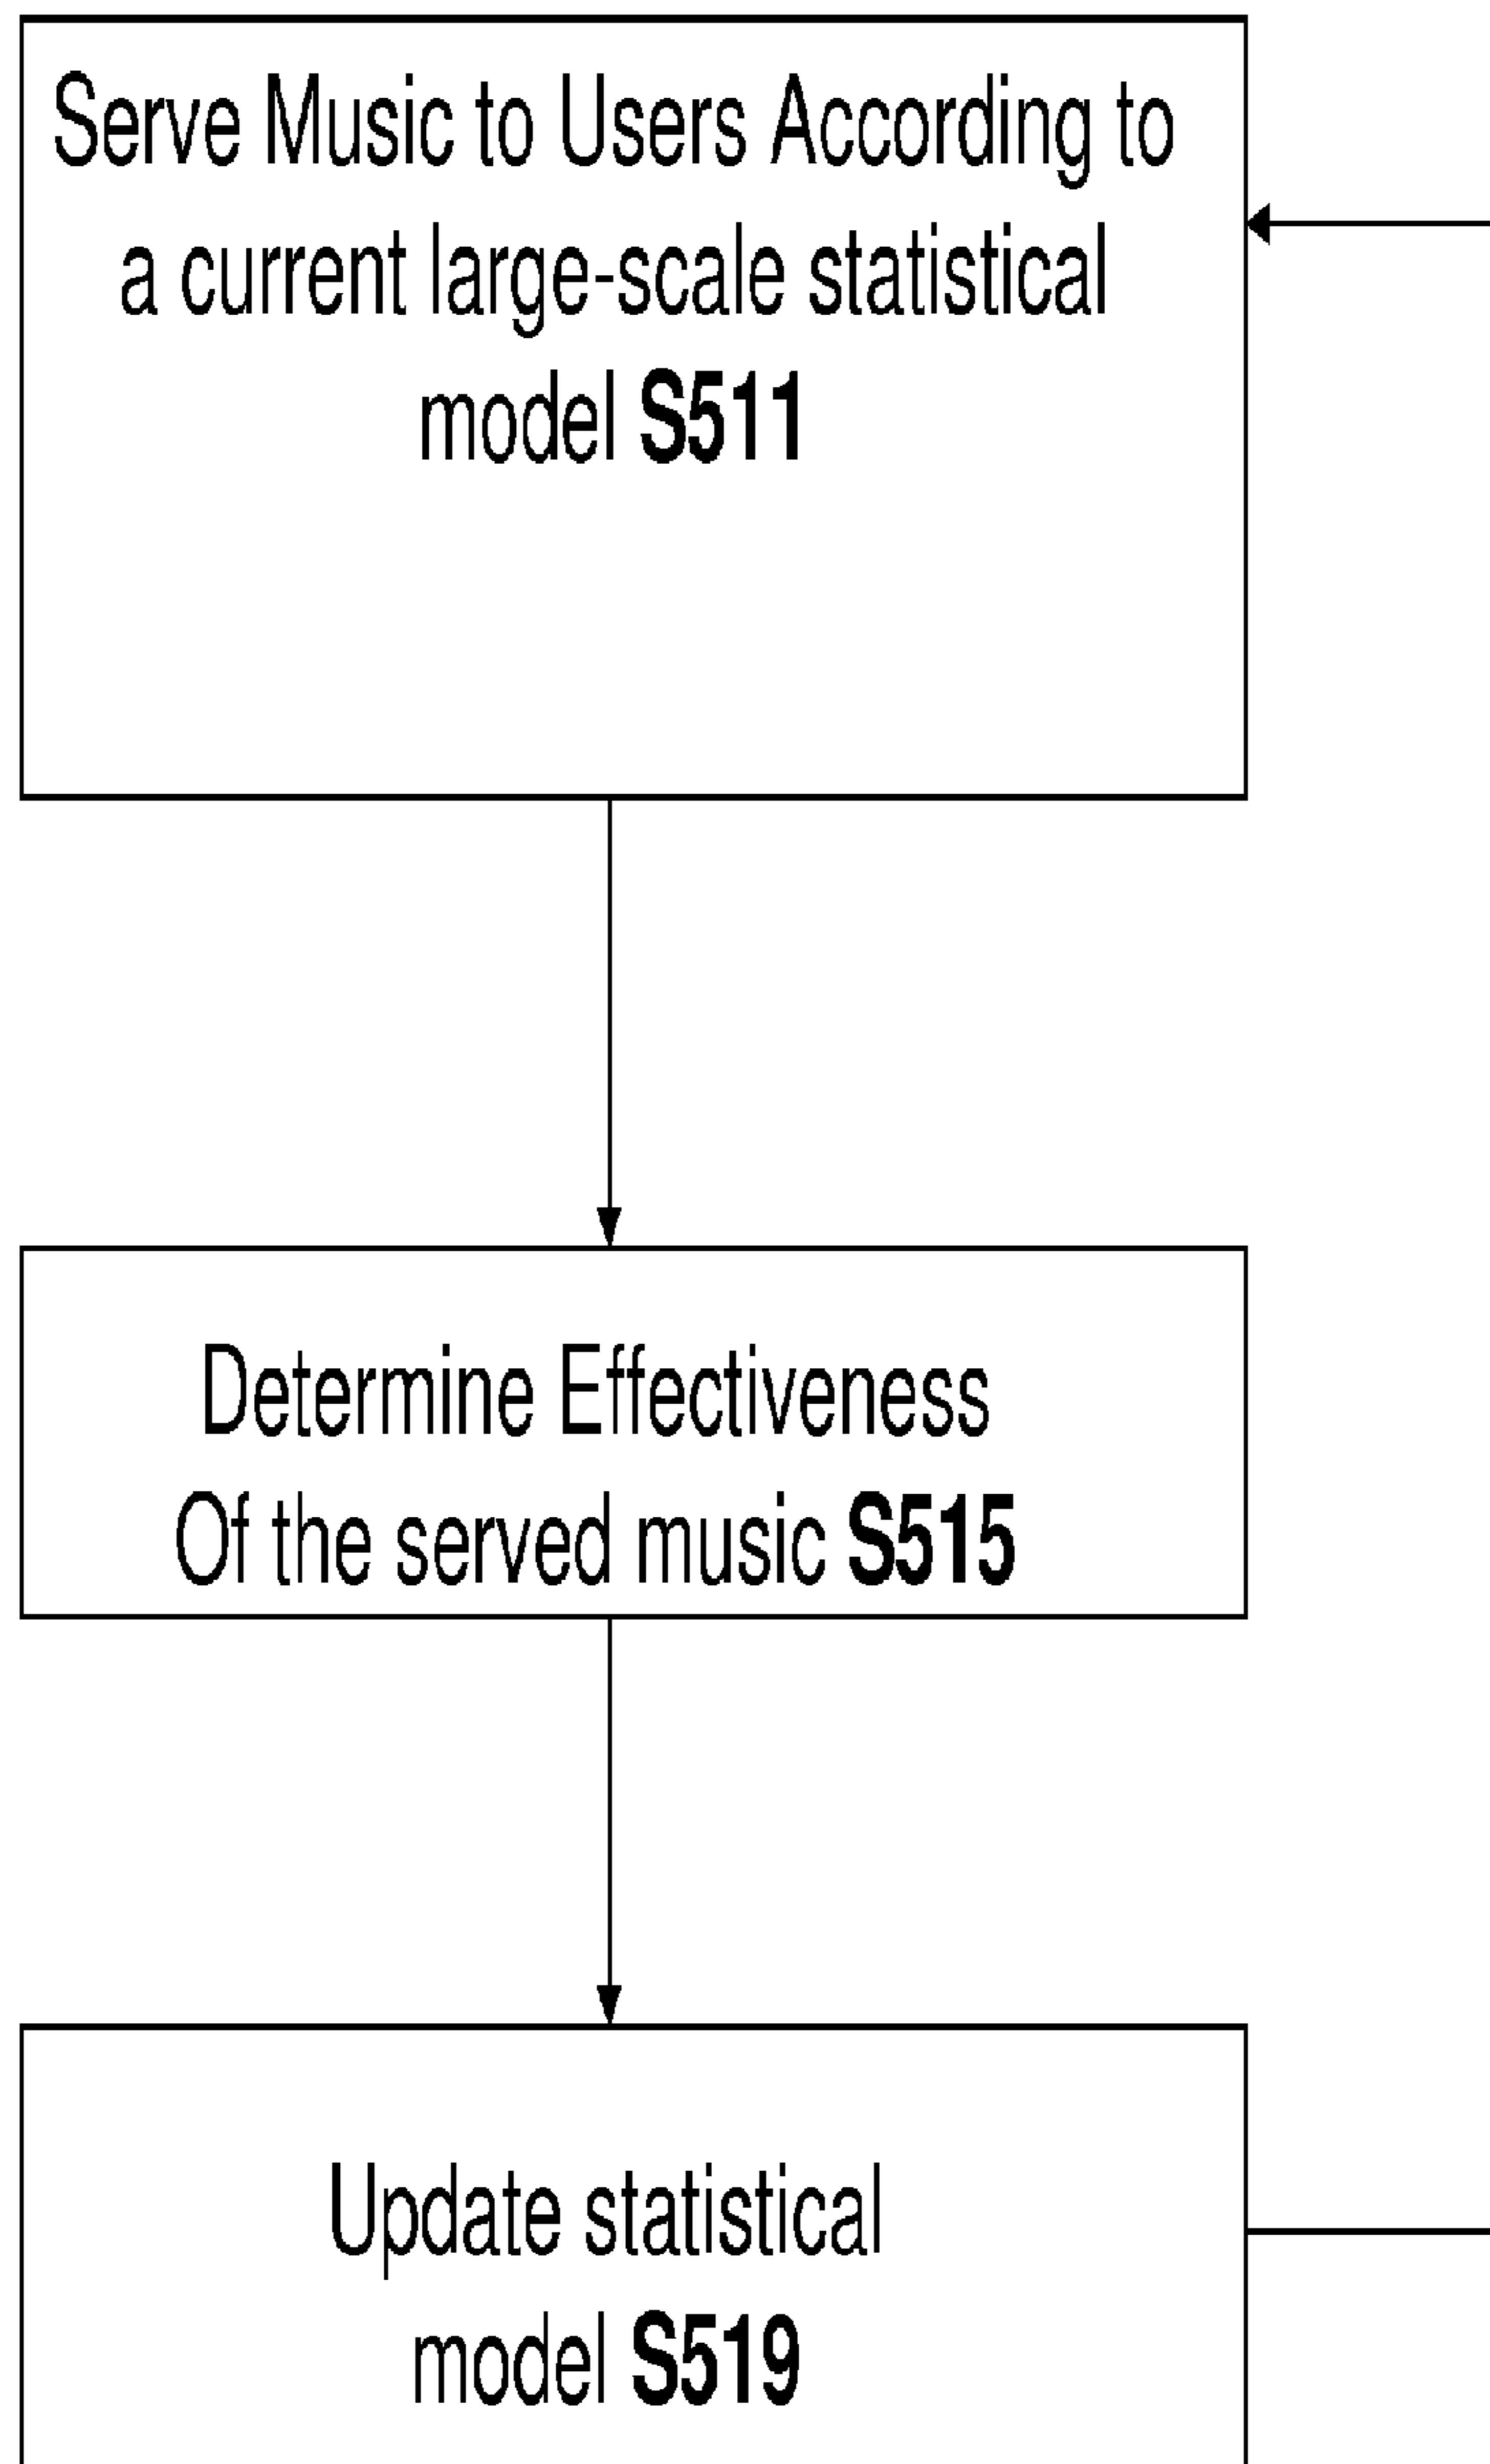 Serve Music to Users According to
a current large-scale statistical
model S511
Determine Effectiveness
Of the served music S515
Update statistical
model S519